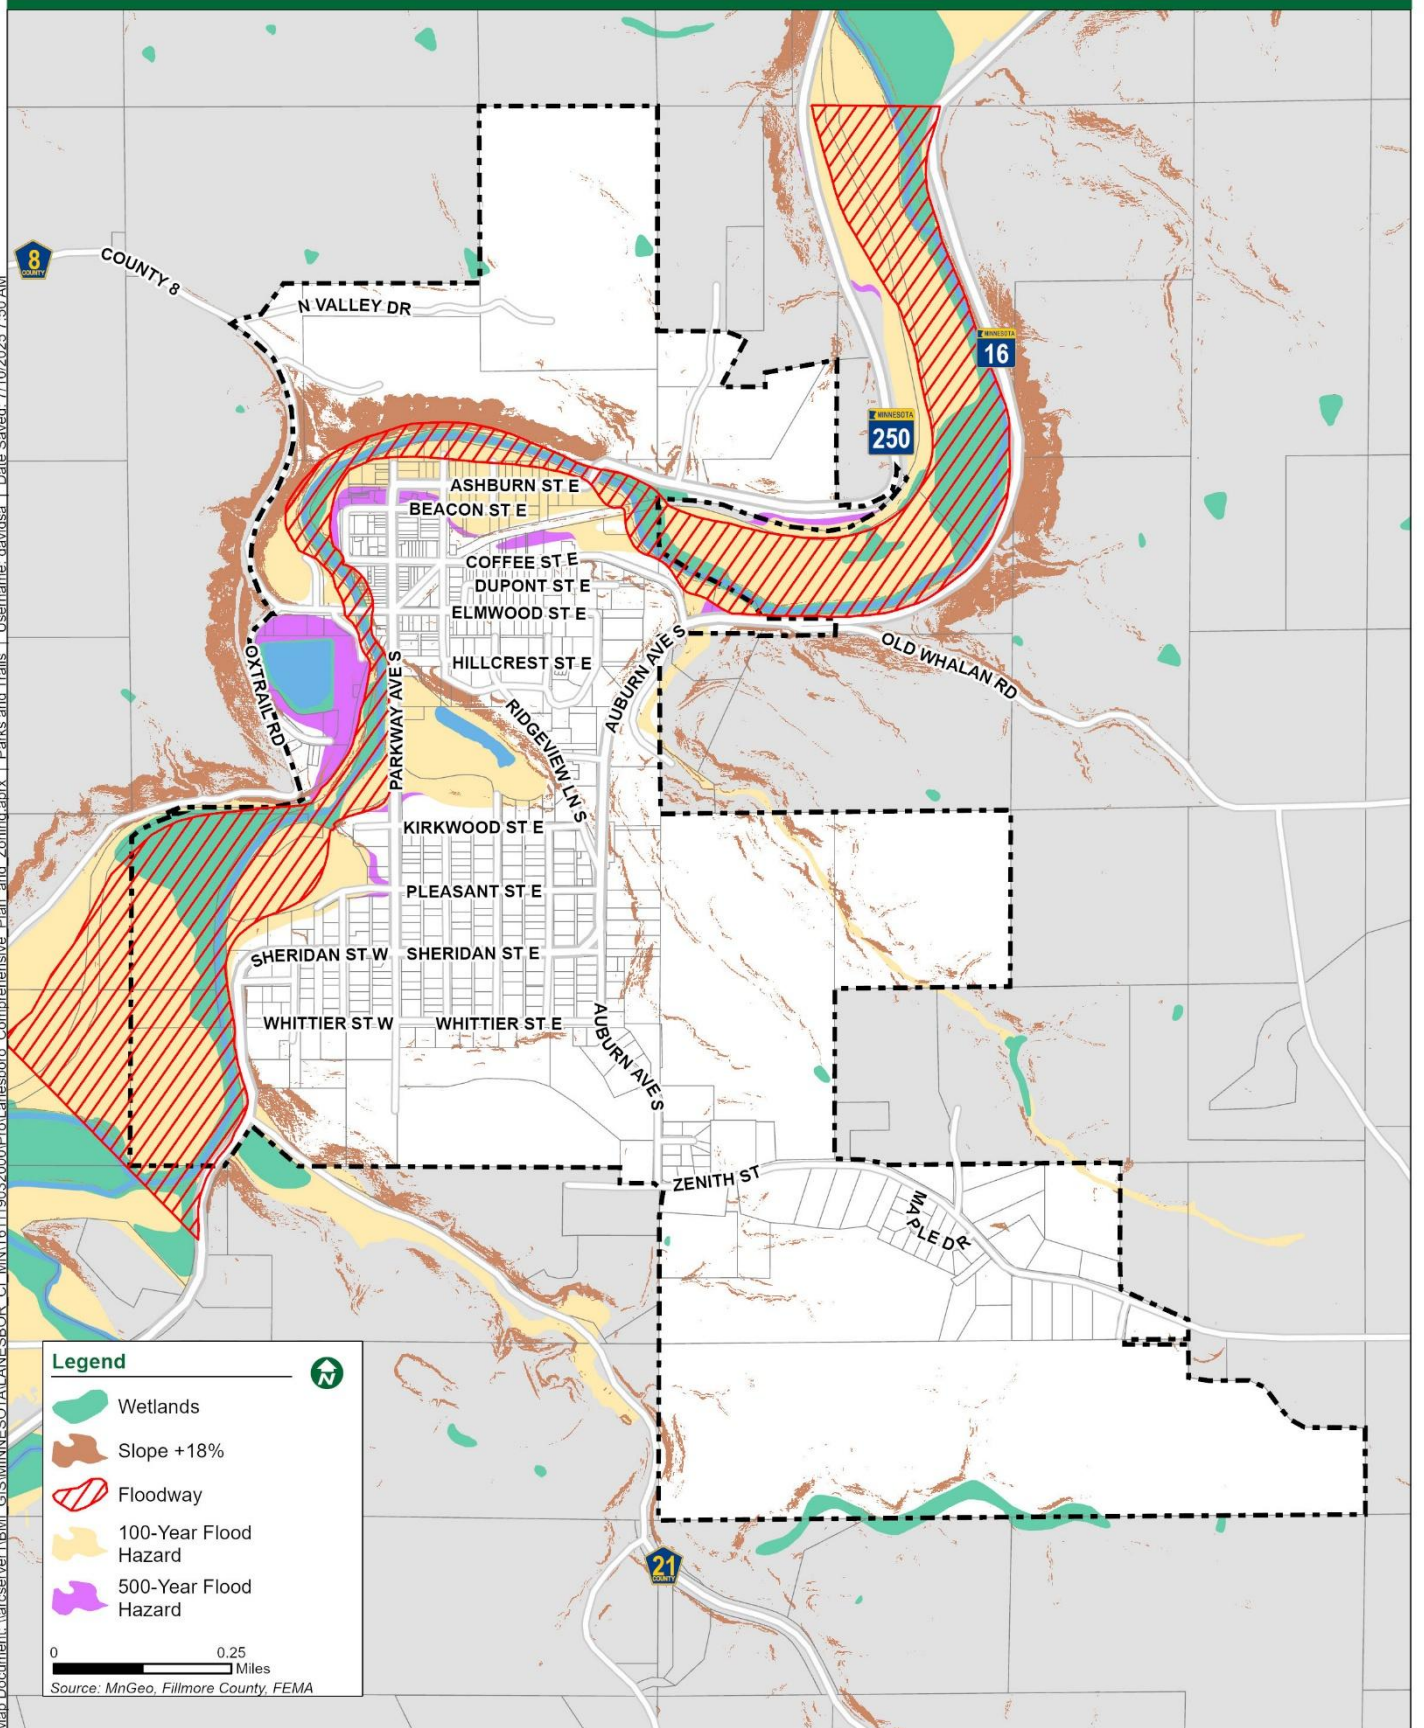 8
COUNTY
COUNTY 8
N VALLEY DR
MINNESOTA
16
MINNESOTA
250
ASHBURN ST E
BEACON ST E
COFFEE ST E
DUPONT ST E
ELMWOOD ST E
HILLCREST ST E
AUBURN AVE S
OLD WHALAN RD
OXTRAIL RD
PARKWAY AVE S
RIDGEVIEW LN S
KIRKWOOD ST E
PLEASANT ST E
SHERIDAN ST W
SHERIDAN ST E
WHITTIER ST W
WHITTIER ST E
AUBURN AVE S
ZENITH ST
MAPLE DR
21
COUNTY
Legend
N
Wetlands
Slope +18%
Floodway
100-Year Flood
Hazard
500-Year Flood
Hazard
0 0.25
Miles
Source: MnGeo, Fillmore County, FEMA